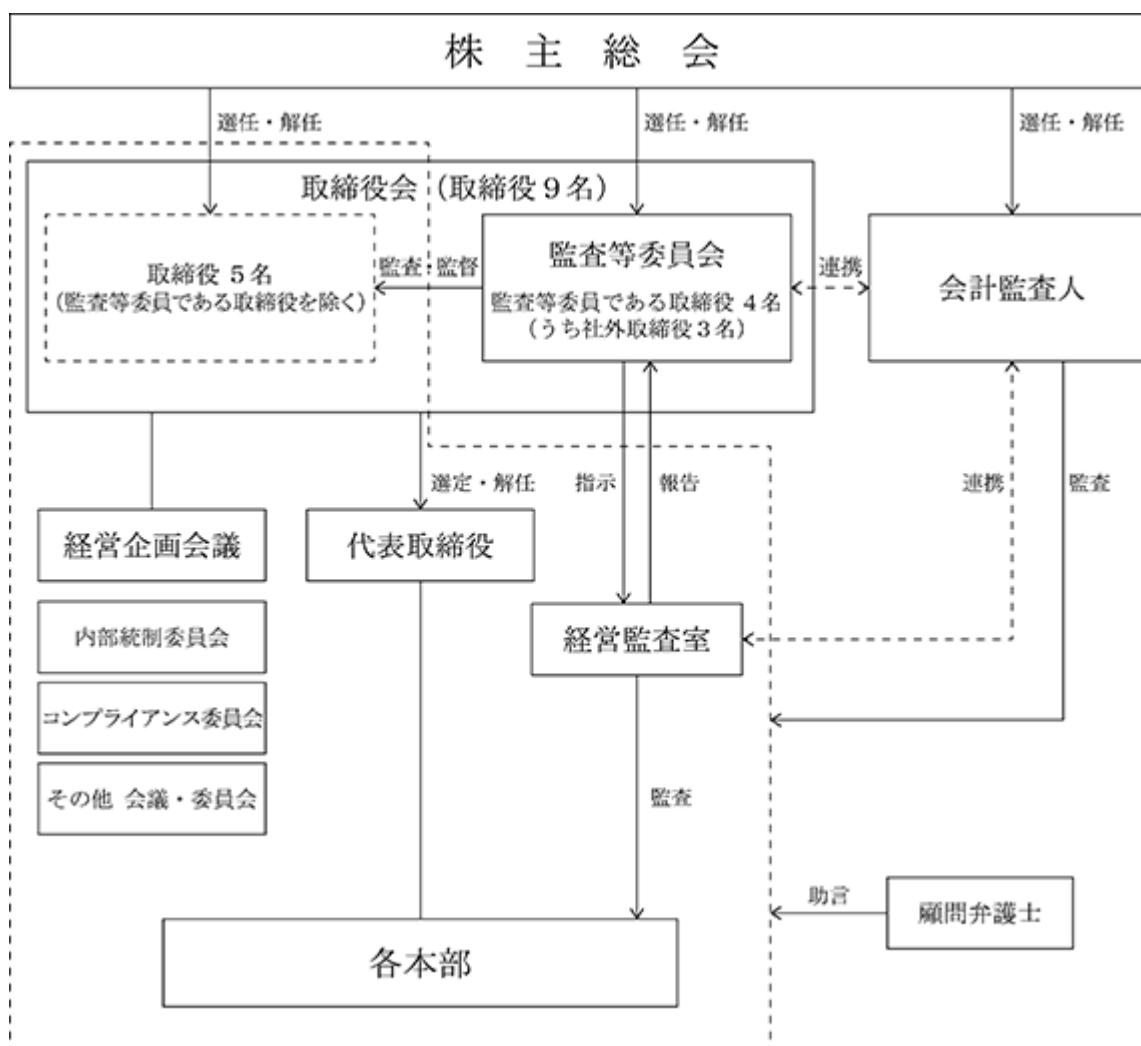 株主総会
選任・解任
選任・解任
選任・解任
取締役会（取締役９名）
取締役 5名
（監査等委員である取締役を除く）
監査・監督
監査等委員会
監査等委員である取締役 4名
（うち社外取締役３名）
連携
会計監査人
選定・解任
指示
報告
連携
監査
経営企画会議
代表取締役
内部統制委員会
経営監査室
コンプライアンス委員会
その他 会議・委員会
監査
助言
顧問弁護士
各本部